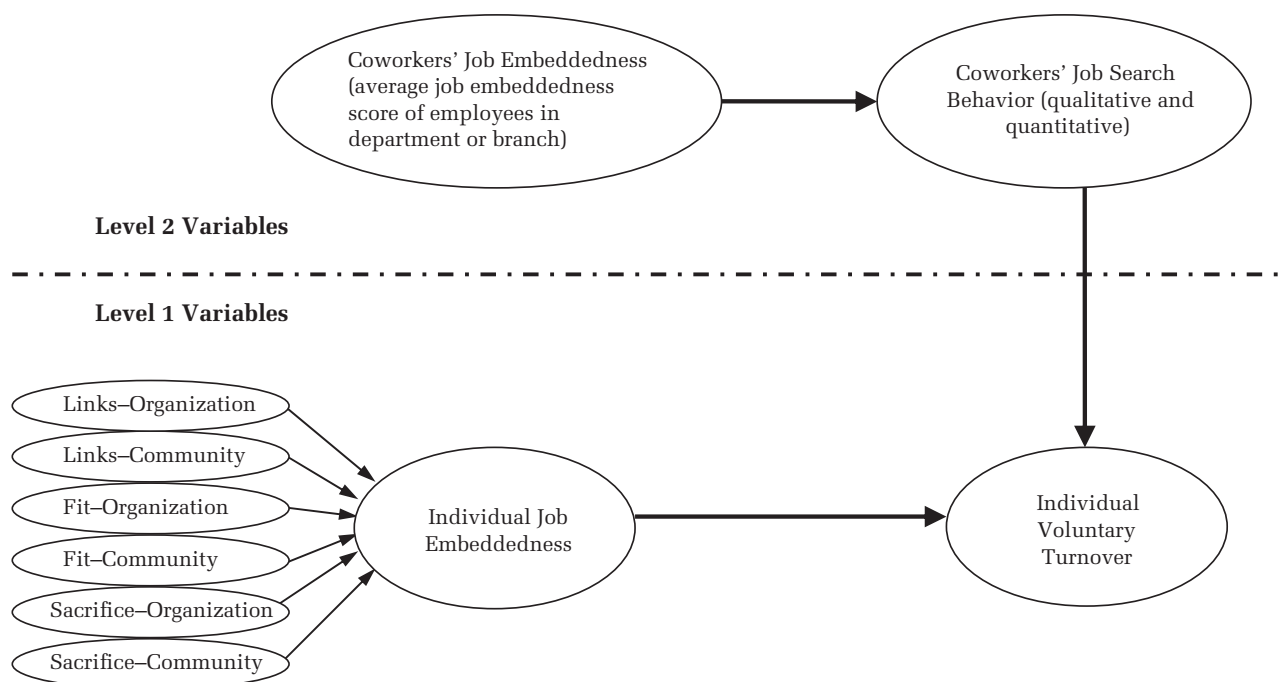 Coworkers’ Job Embeddedness
(average job embeddedness
score of employees in
department or branch)
Coworkers’ Job Search
Behavior (qualitative and
quantitative)
Level 2 Variables
Level 1 Variables
Links–Organization
Links–Community
Fit–Organization
Fit–Community
Sacrifice–Organization
Sacrifice–Community
Individual Job
Embeddedness
Individual
Voluntary
Turnover